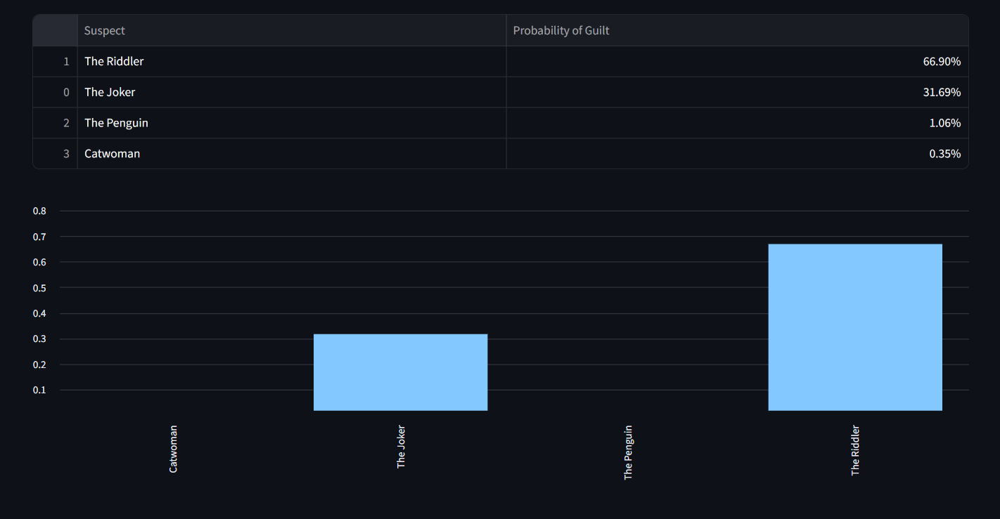 Suspect Probability of Guilt
1 The Riddler 66.90%
0 The Joker 31.69%
2 The Penguin 1.06%
3 Catwoman 0.35%
0.8
0.7
0.6
0.5
0.4
0.3
0.2
0.1
Catwoman
The Joker
The Penguin
The Riddler